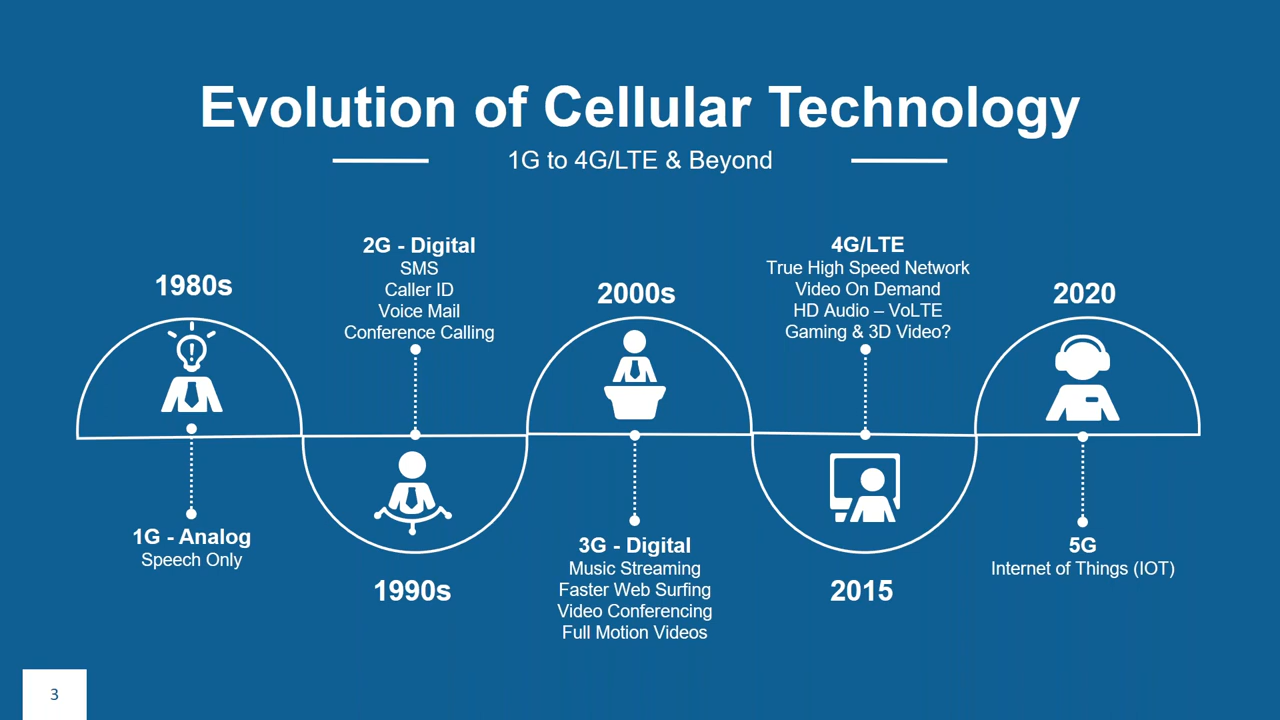 Evolution of Cellular Technology
1G to 4G/LTE & Beyond
1980s
1G - Analog
Speech Only
2G - Digital
SMS
Caller ID
Voice Mail
Conference Calling
1990s
2000s
3G - Digital
Music Streaming
Faster Web Surfing
Video Conferencing
Full Motion Videos
4G/LTE
True High Speed Network
Video On Demand
HD Audio – VoLTE
Gaming & 3D Video?
2015
2020
5G
Internet of Things (IOT)
3